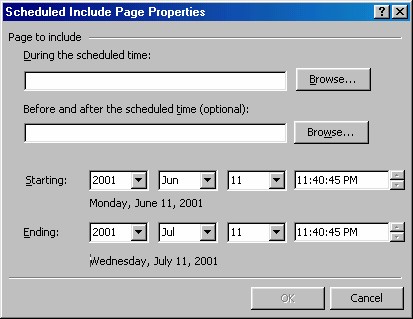 Scheduled Include Page Properties
Page to include
During the scheduled time:
Browse...
Before and after the scheduled time (optional):
Browse...
Starting: 2001 Jun 11 11:40:45 PM
Monday, June 11, 2001
Ending: 2001 Jul 11 11:40:45 PM
Wednesday, July 11, 2001
OK Cancel